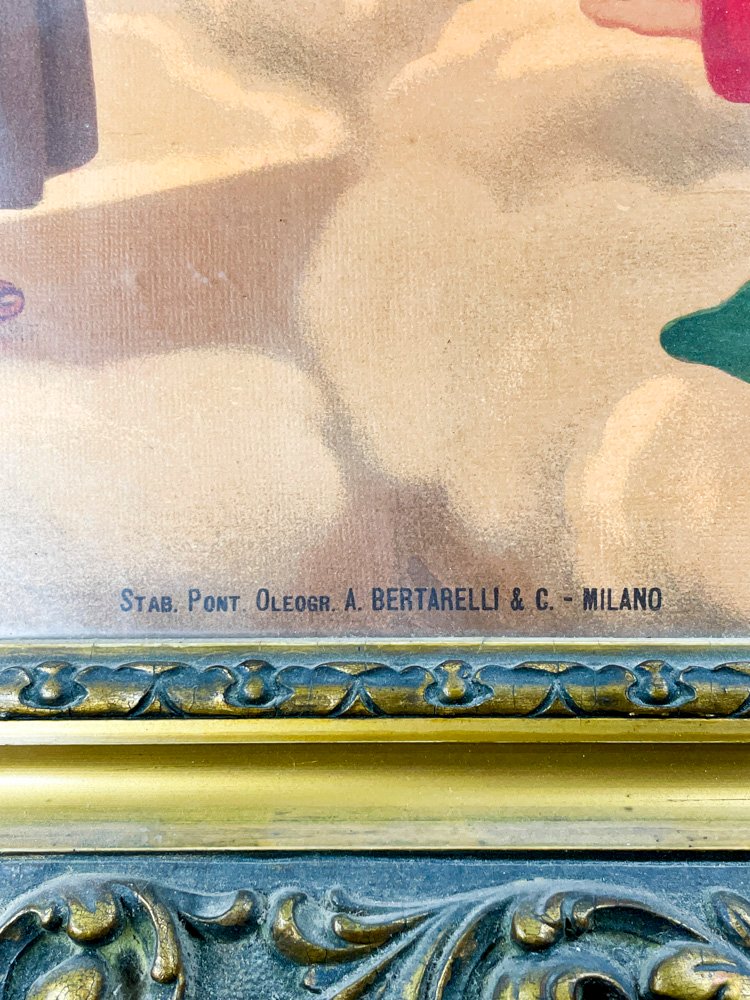 Stab. Pont. Oleogr. A. BERTARELLI & C. - MILANO